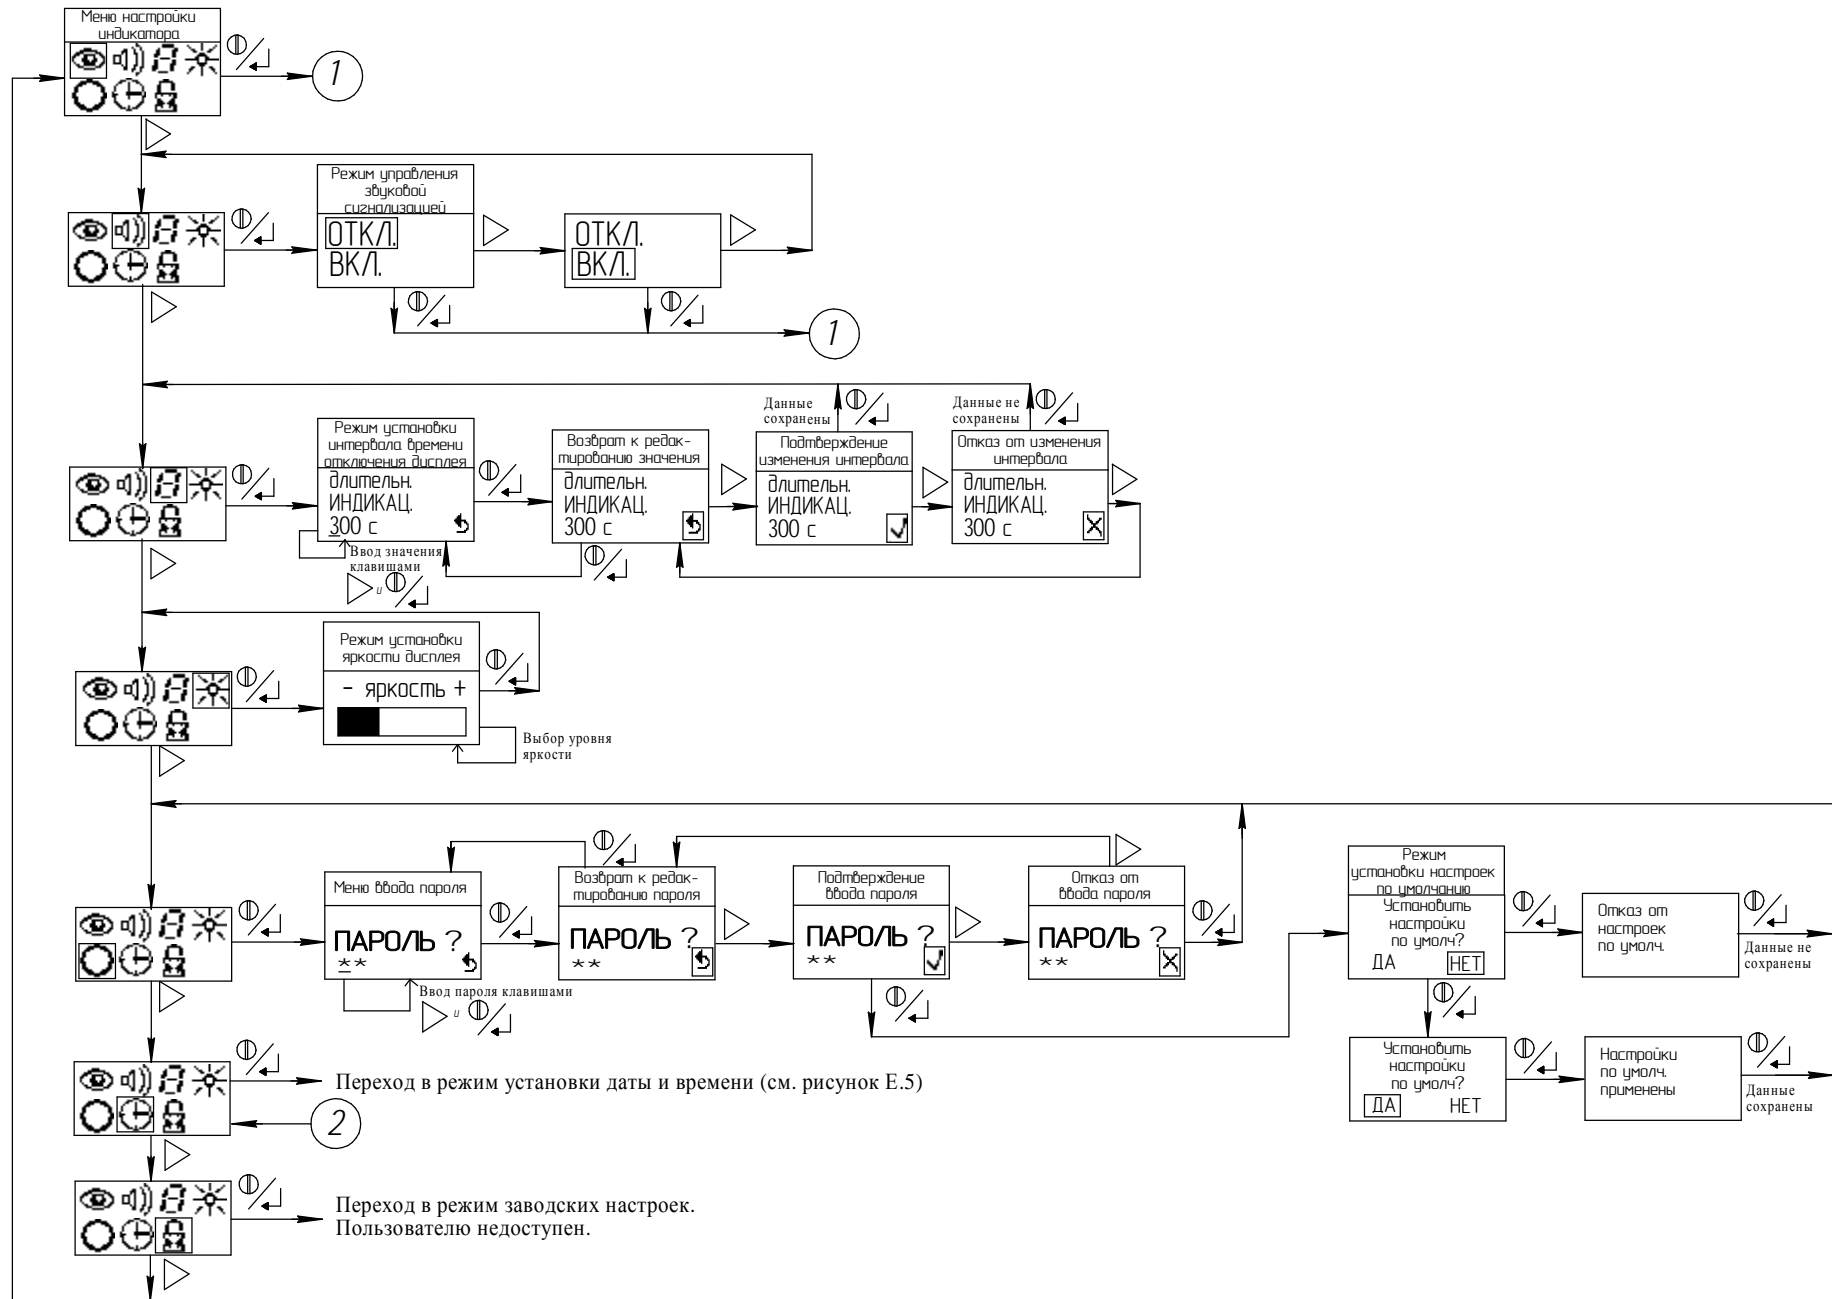 Меню настройки
индикатора
1
Режим управления
звуковой
сигнализацией
ОТКЛ.
ВКЛ.
ОТКЛ.
ВКЛ.
1
Данные
сохранены
Данные не
сохранены
Режим установки
интервала времени
отключения дисплея
длительн.
ИНДИКАЦ.
300 с
Возврат к редак-
тированию значения
длительн.
ИНДИКАЦ.
300 с
Подтверждение
изменения интервала
длительн.
ИНДИКАЦ.
300 с
Отказ от изменения
интервала
длительн.
ИНДИКАЦ.
300 с
Ввод значения
клавишами
и
Режим установки
яркости дисплея
- яркость +
Выбор уровня
яркости
Меню ввода пароля
ПАРОЛЬ ?
**
Возврат к редак-
тированию пароля
ПАРОЛЬ ?
**
Подтверждение
ввода пароля
ПАРОЛЬ ?
**
Отказ от
ввода пароля
ПАРОЛЬ ?
**
Ввод пароля клавишами
и
Режим
установки настроек
по умолчанию
Установить
настройки
по умолч?
ДА НЕТ
Отказ от
настроек
по умолч.
Данные не
сохранены
Установить
настройки
по умолч?
ДА НЕТ
Настройки
по умолч.
применены
Данные
сохранены
Переход в режим установки даты и времени (см. рисунок Е.5)
2
Переход в режим заводских настроек.
Пользователю недоступен.